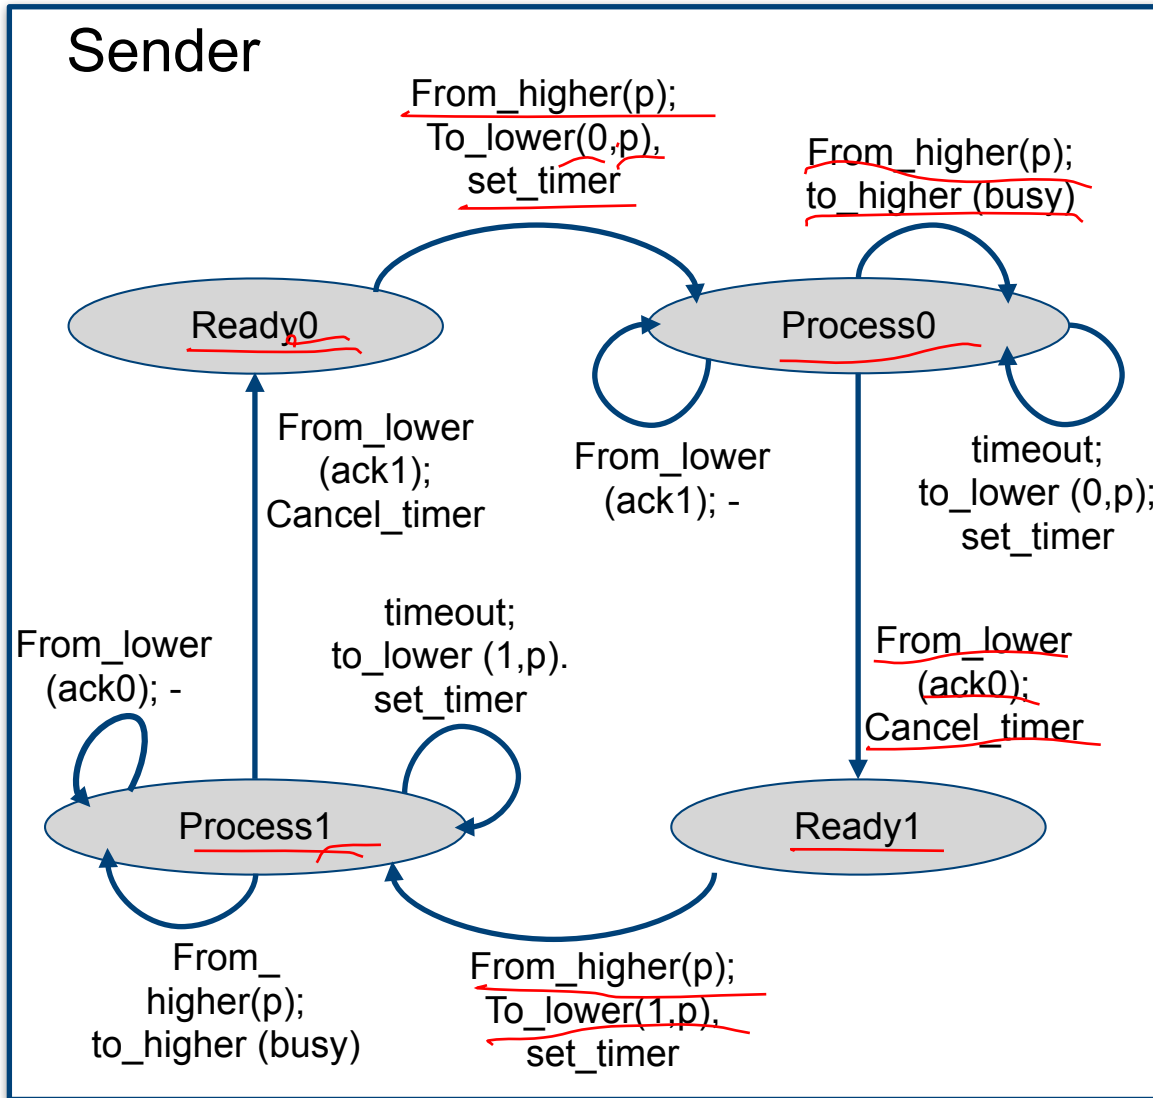 Sender
From_higher(p);
To_lower(0,p),
set_timer
From_higher(p);
to_higher (busy)
Ready0
Process0
From_lower
(ack1);
Cancel_timer
From_lower
(ack1); -
timeout;
to_lower (0,p);
set_timer
From_lower
(ack0); -
timeout;
to_lower (1,p).
set_timer
From_lower
(ack0);
Cancel_timer
Process1
Ready1
From_
higher(p);
to_higher (busy)
From_higher(p);
To_lower(1,p),
set_timer